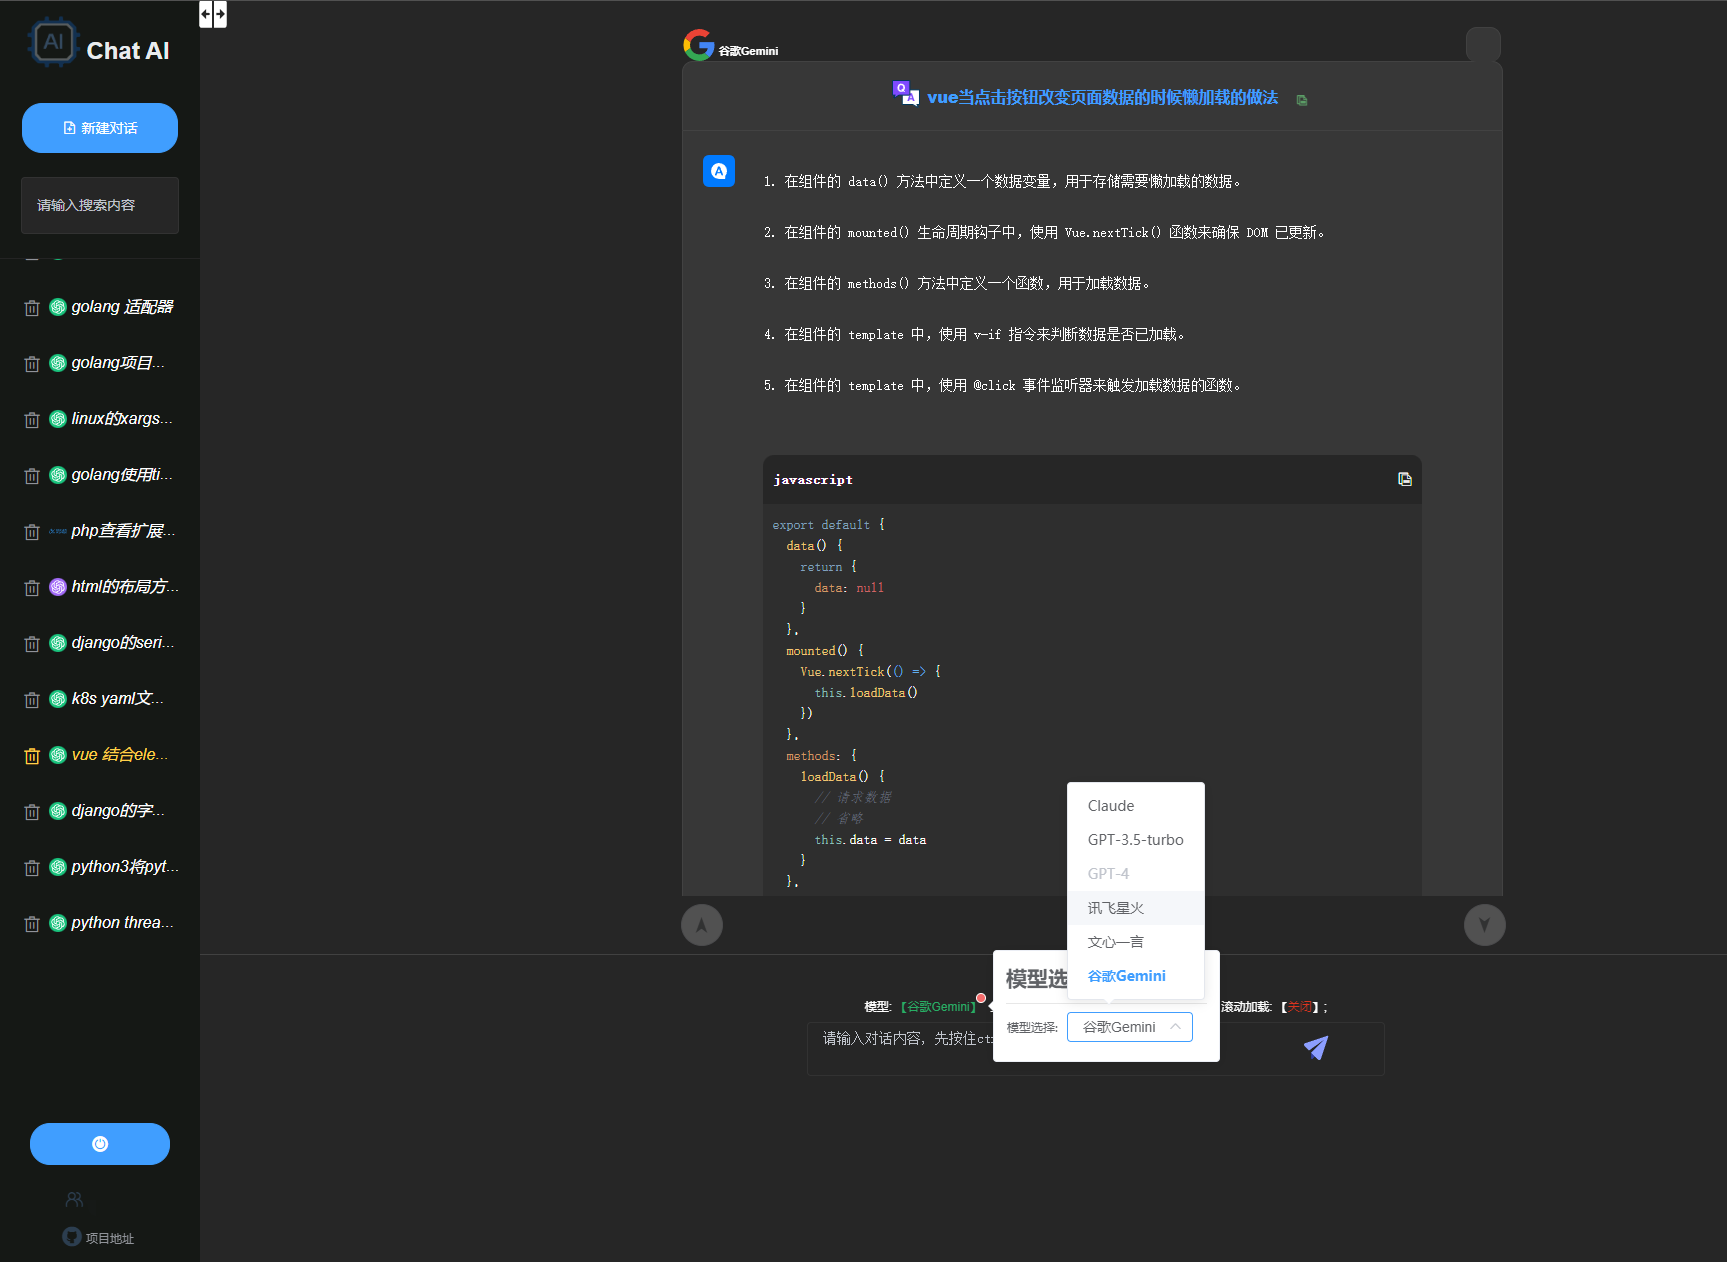 AI Chat AI
新建对话
请输入搜索内容
golang 适配器
golang项目...
linux的xargs...
golang使用ti...
php查看扩展...
html的布局方...
django的seri...
k8s yaml文...
vue 结合ele...
django的字...
python3将pyt...
python threa...
项目地址
谷歌Gemini
Q A vue当点击按钮改变页面数据的时候懒加载的做法
A
1. 在组件的 data() 方法中定义一个数据变量，用于存储需要懒加载的数据。
2. 在组件的 mounted() 生命周期钩子中，使用 Vue.nextTick() 函数来确保 DOM 已更新。
3. 在组件的 methods() 方法中定义一个函数，用于加载数据。
4. 在组件的 template 中，使用 v-if 指令来判断数据是否已加载。
5. 在组件的 template 中，使用 @click 事件监听器来触发加载数据的函数。
javascript
export default {
data() {
return {
data: null
}
},
mounted() {
Vue.nextTick(() => {
this.loadData()
})
},
methods: {
loadData() {
// 请求数据
// 省略
this.data = data
}
},
Claude
GPT-3.5-turbo
GPT-4
讯飞星火
文心一言
谷歌Gemini
模型选
模型选择: 谷歌Gemini
模型: 【谷歌Gemini】 滚动加载: 【关闭】;
请输入对话内容，先按住ct